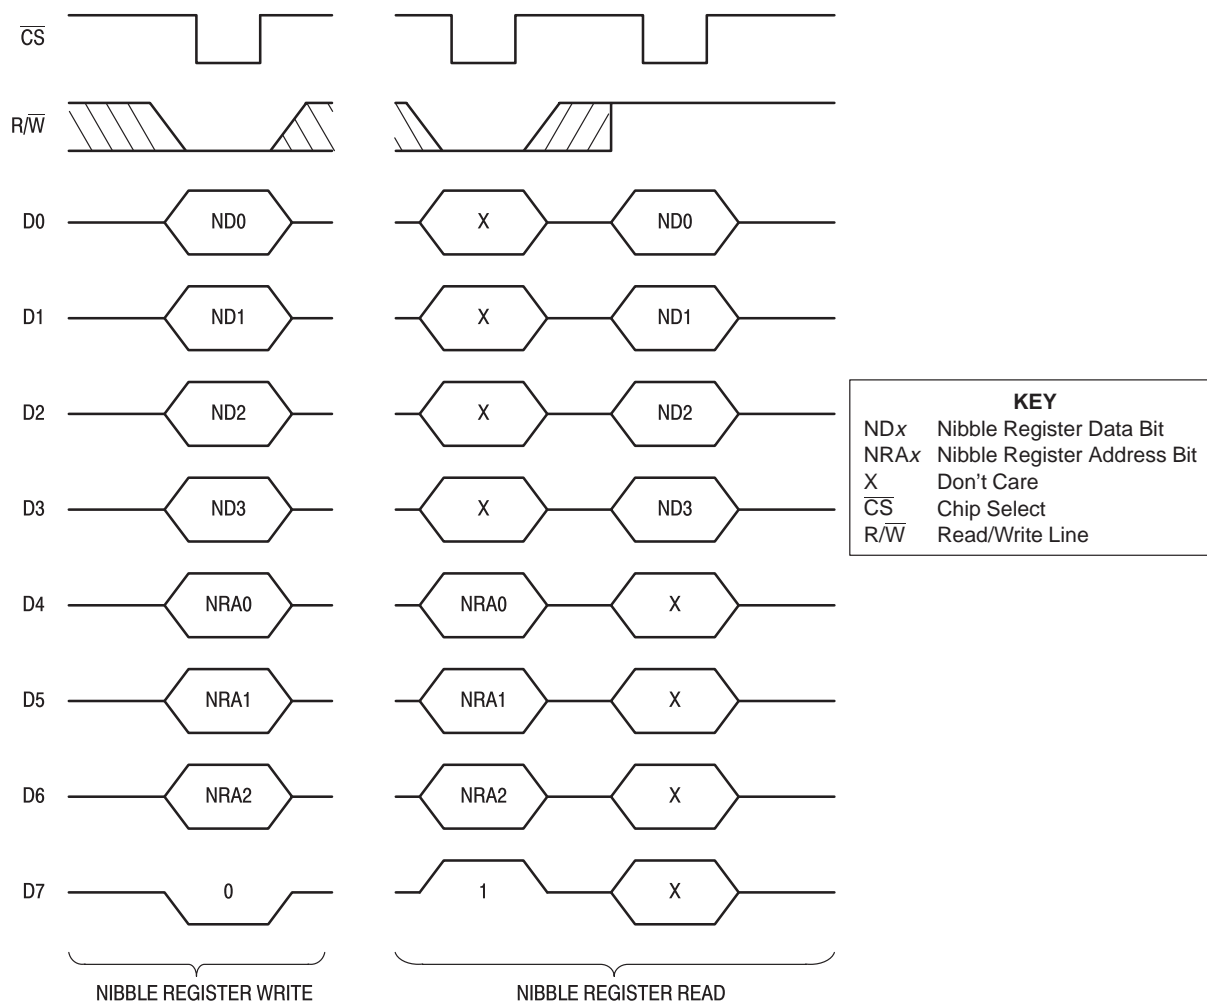 C̅S̅
R/W̅
D0 ND0 X ND0
D1 ND1 X ND1
D2 ND2 X ND2
D3 ND3 X ND3
KEY
NDx Nibble Register Data Bit
NRAx Nibble Register Address Bit
X Don't Care
C̅S̅ Chip Select
R/W̅ Read/Write Line
D4 NRA0 NRA0 X
D5 NRA1 NRA1 X
D6 NRA2 NRA2 X
D7 0 1 X
NIBBLE REGISTER WRITE NIBBLE REGISTER READ